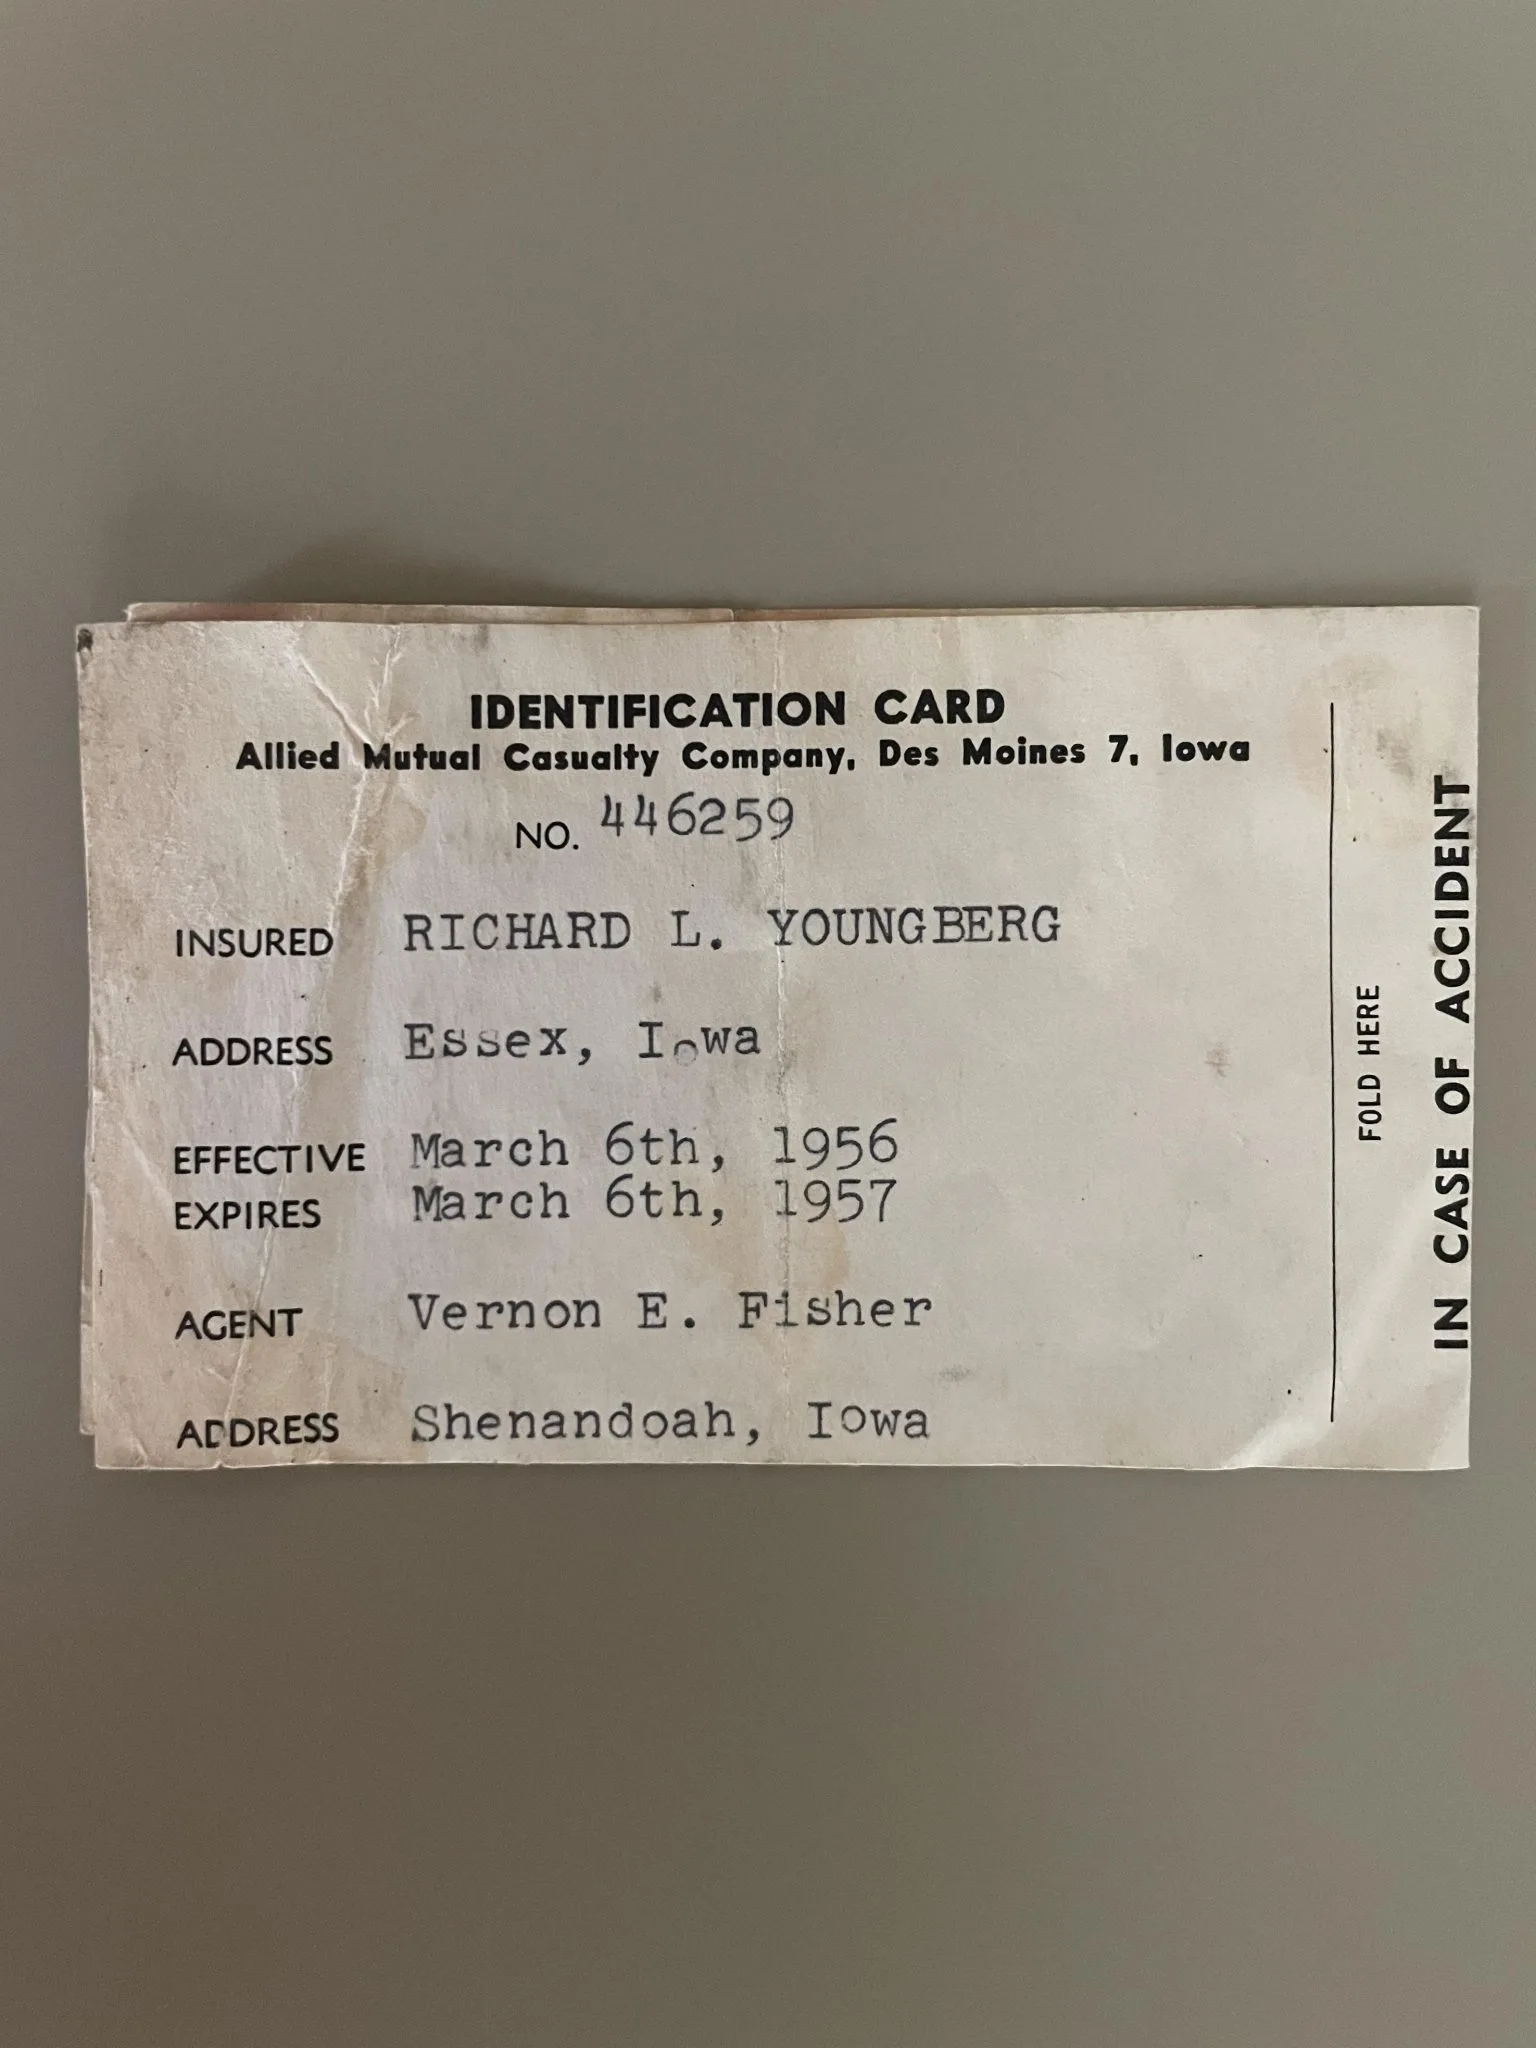 IDENTIFICATION CARD
Allied Mutual Casualty Company, Des Moines 7, Iowa
NO. 446259
INSURED RICHARD L. YOUNGBERG
ADDRESS Essex, Iowa
EFFECTIVE March 6th, 1956
EXPIRES March 6th, 1957
AGENT Vernon E. Fisher
ADDRESS Shenandoah, Iowa
FOLD HERE
IN CASE OF ACCIDENT